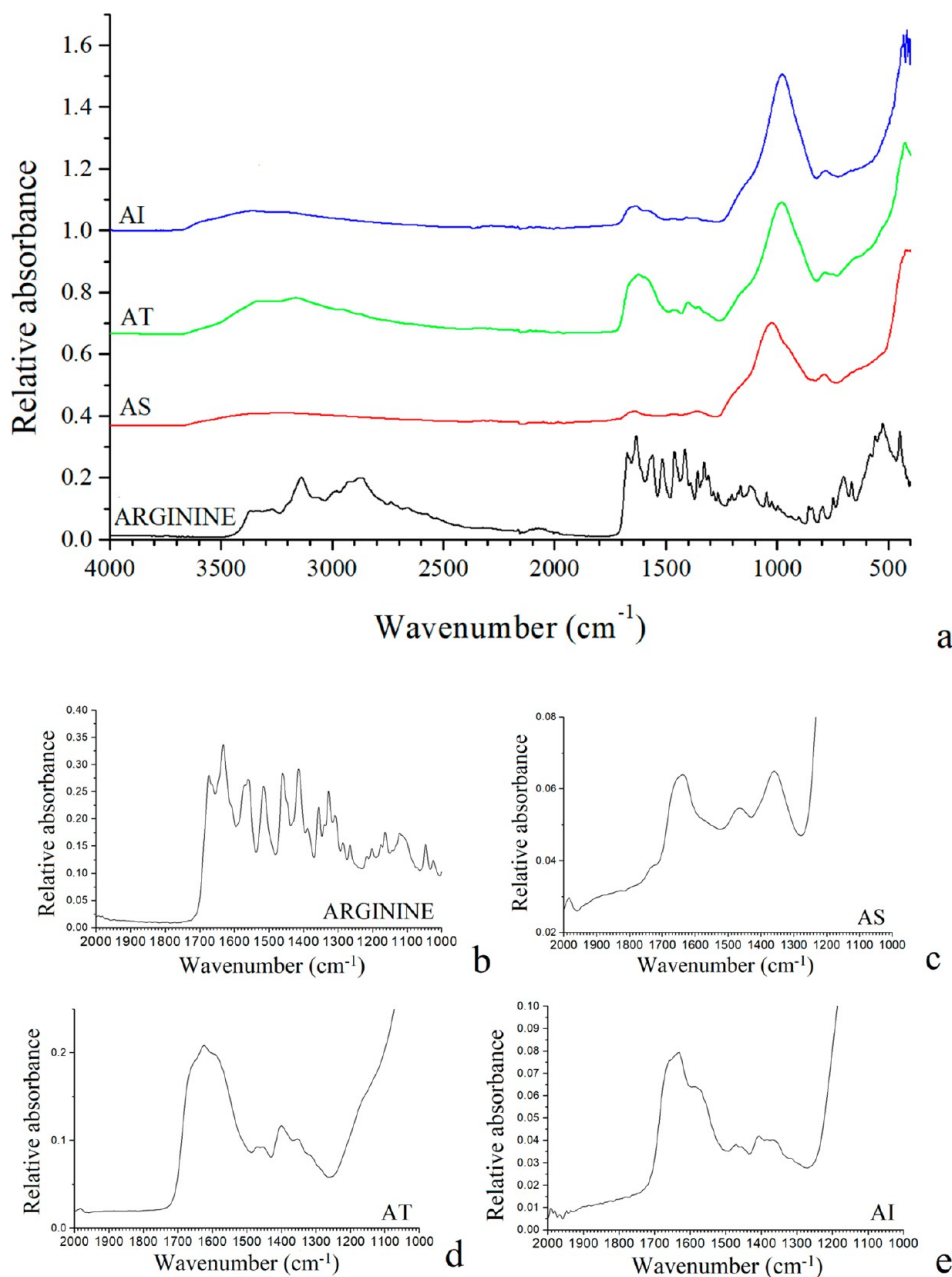 1.6
1.4
1.2
1.0
0.8
0.6
0.4
0.2
0.0
Relative absorbance
AI
AT
AS
ARGININE
4000 3500 3000 2500 2000 1500 1000 500
Wavenumber (cm-1)
a
0.40
0.35
0.30
0.25
0.20
0.15
0.10
0.05
0.00
Relative absorbance
ARGININE
2000 1900 1800 1700 1600 1500 1400 1300 1200 1100 1000
Wavenumber (cm-1)
b
0.08
0.06
0.04
0.02
Relative absorbance
AS
2000 1900 1800 1700 1600 1500 1400 1300 1200 1100 1000
Wavenumber (cm-1)
c
0.2
0.1
0.0
Relative absorbance
AT
2000 1900 1800 1700 1600 1500 1400 1300 1200 1100 1000
Wavenumber (cm-1)
d
0.10
0.09
0.08
0.07
0.06
0.05
0.04
0.03
0.02
0.01
0.00
Relative absorbance
AI
2000 1900 1800 1700 1600 1500 1400 1300 1200 1100 1000
Wavenumber (cm-1)
e